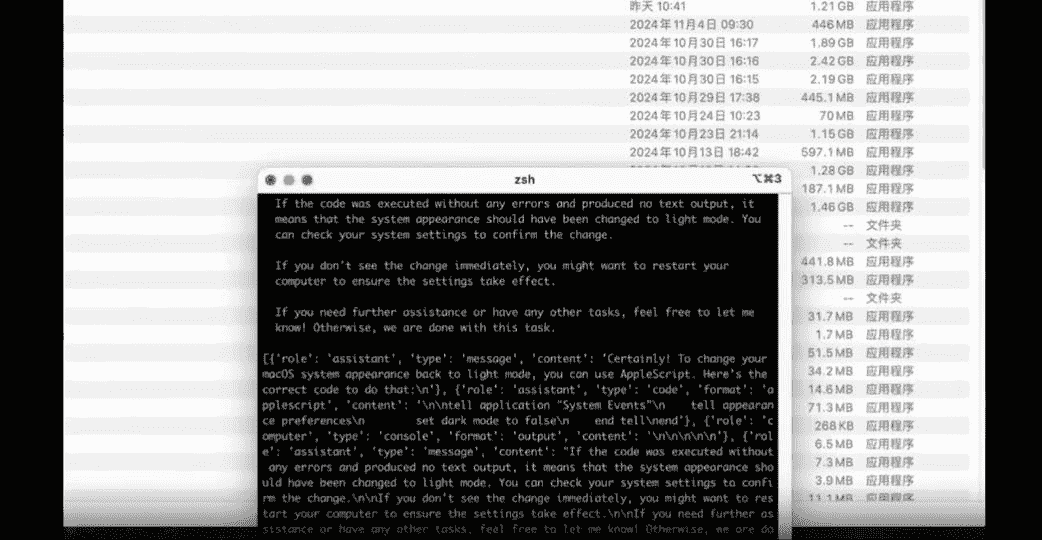 昨天 10:41 1.21 GB 应用程序
2024年11月4日 09:30 446 MB 应用程序
2024年10月30日 16:17 1.89 GB 应用程序
2024年10月30日 16:16 2.42 GB 应用程序
2024年10月30日 16:15 2.19 GB 应用程序
2024年10月29日 17:38 445.1 MB 应用程序
2024年10月24日 10:23 70 MB 应用程序
2024年10月23日 21:14 1.15 GB 应用程序
2024年10月13日 18:42 597.1 MB 应用程序
1.28 GB 应用程序
187.1 MB 应用程序
1.46 GB 应用程序
-- 文件夹
-- 文件夹
441.8 MB 应用程序
313.5 MB 应用程序
-- 文件夹
31.7 MB 应用程序
1.7 MB 应用程序
51.5 MB 应用程序
34.2 MB 应用程序
14.6 MB 应用程序
71.3 MB 应用程序
268 KB 应用程序
6.5 MB 应用程序
7.3 MB 应用程序
3.9 MB 应用程序
11.1 MB 应用程序
zsh ⌥⌘3
If the code was executed without any errors and produced no text output, it
means that the system appearance should have been changed to light mode. You
can check your system settings to confirm the change.
If you don't see the change immediately, you might want to restart your
computer to ensure the settings take effect.
If you need further assistance or have any other tasks, feel free to let me
know! Otherwise, we are done with this task.
[{'role': 'assistant', 'type': 'message', 'content': 'Certainly! To change your
macOS system appearance back to light mode, you can use AppleScript. Here's the
correct code to do that:\n'}, {'role': 'assistant', 'type': 'code', 'format': 'a
pplescript', 'content': '\n\ntell application "System Events"\n    tell appearan
ce preferences\n        set dark mode to false\n    end tell\nend'}, {'role': 'c
omputer', 'type': 'console', 'format': 'output', 'content': '\n\n\n\n\n'}, {'rol
e': 'assistant', 'type': 'message', 'content': "If the code was executed without
any errors and produced no text output, it means that the system appearance sho
uld have been changed to light mode. You can check your system settings to confi
rm the change.\n\nIf you don't see the change immediately, you might want to res
tart your computer to ensure the settings take effect.\n\nIf you need further as
sistance or have any other tasks, feel free to let me know! Otherwise, we are do